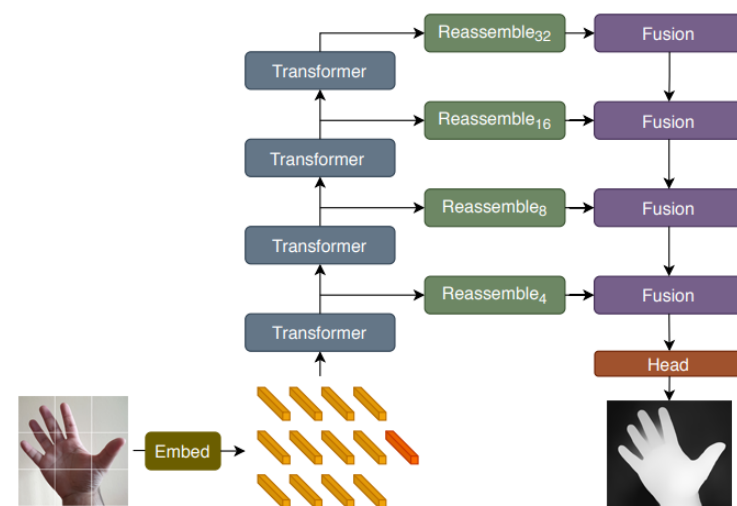 Reassemble32
Fusion
Transformer
Reassemble16
Fusion
Transformer
Reassemble8
Fusion
Transformer
Reassemble4
Fusion
Transformer
Head
Embed